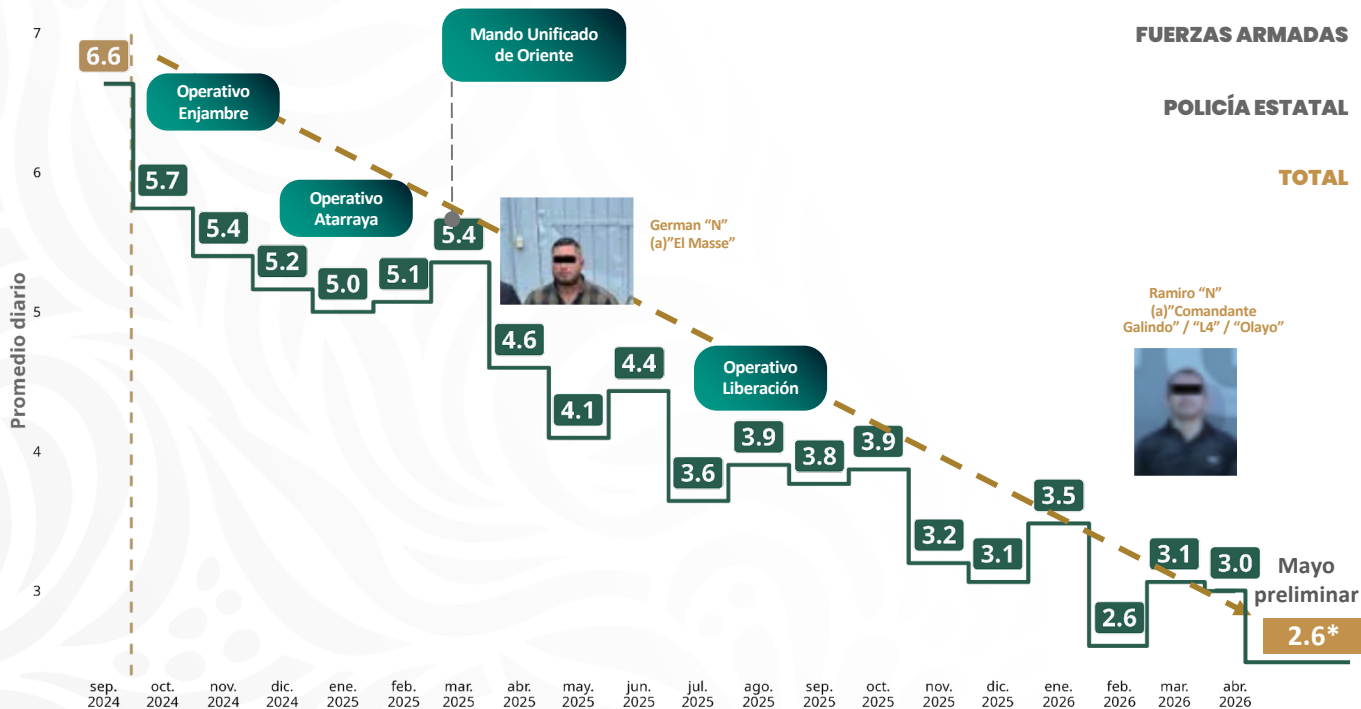 7
6.6
Mando Unificado
de Oriente
FUERZAS ARMADAS
Operativo
Enjambre
POLICÍA ESTATAL
6
5.7
Operativo
Atarraya
TOTAL
5.4
5.2
5.0
5.1
5.4
German “N”
(a)”El Masse”
Promedio diario
5
4.6
4.1
4.4
Operativo
Liberación
Ramiro “N”
(a)”Comandante
Galindo” / “L4” / “Olayo”
4
3.6
3.9
3.8
3.9
3.2
3.1
3.5
3
2.6
3.1
3.0
Mayo
preliminar
2.6*
sep.
2024
oct.
2024
nov.
2024
dic.
2024
ene.
2025
feb.
2025
mar.
2025
abr.
2025
may.
2025
jun.
2025
jul.
2025
ago.
2025
sep.
2025
oct.
2025
nov.
2025
dic.
2025
ene.
2026
feb.
2026
mar.
2026
abr.
2026